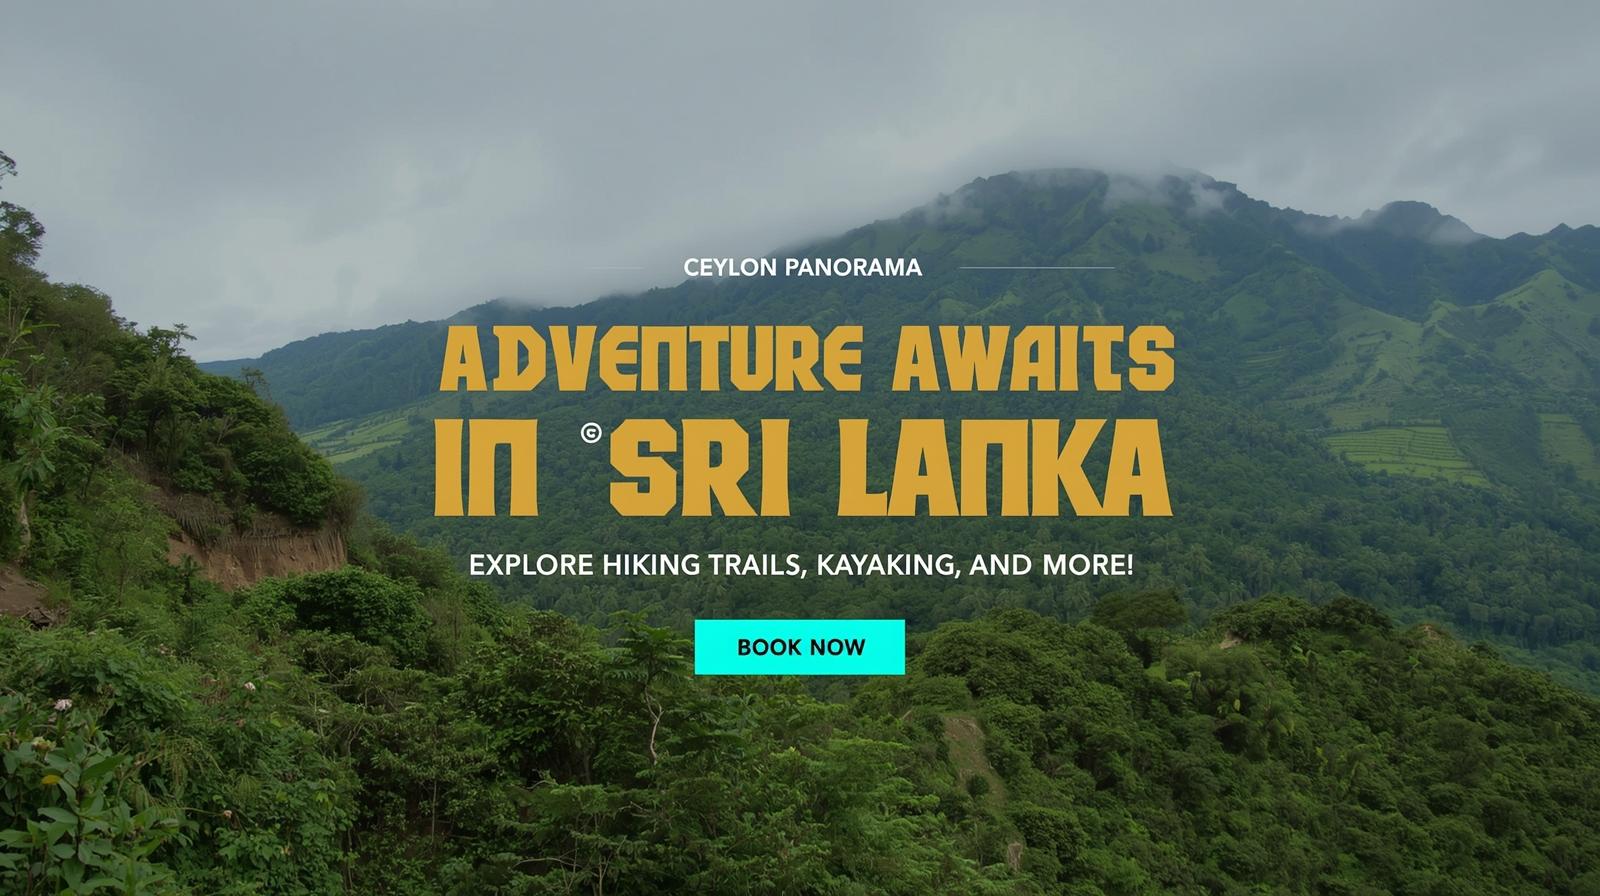 CEYLON PANORAMA
ADVENTURE AWAITS
IN ©SRI LANKA
EXPLORE HIKING TRAILS, KAYAKING, AND MORE!
BOOK NOW